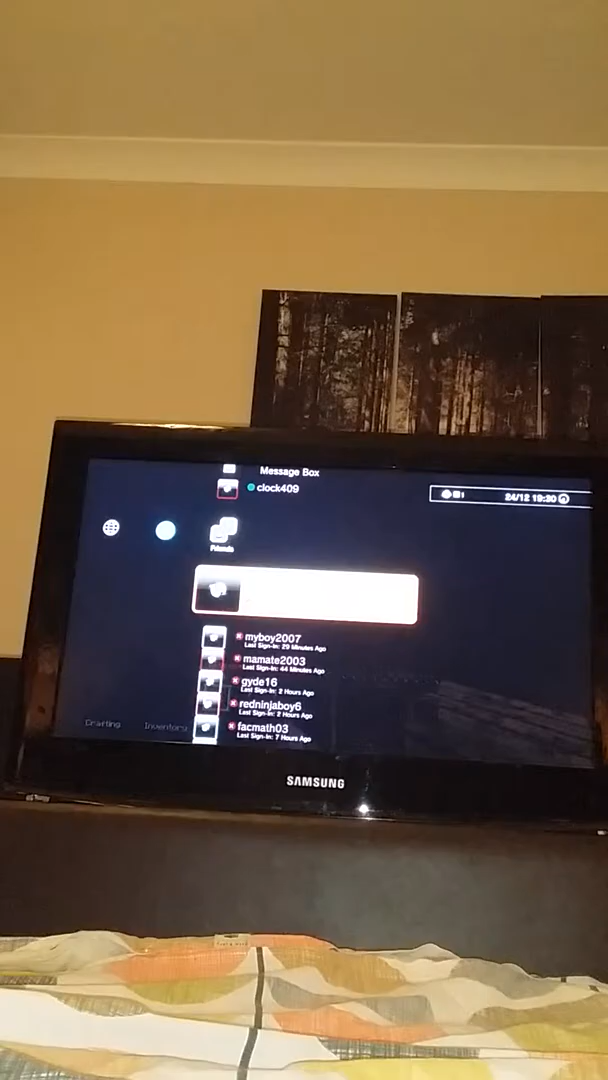 Message Box
clock409
24/12 19:30
Friends
myboy2007
Last Sign-In: 29 Minutes Ago
mamate2003
Last Sign-In: 44 Minutes Ago
gyde16
Last Sign-In: 2 Hours Ago
redninjaboy6
Last Sign-In: 2 Hours Ago
facmath03
Last Sign-In: 7 Hours Ago
Crafting Inventory
SAMSUNG